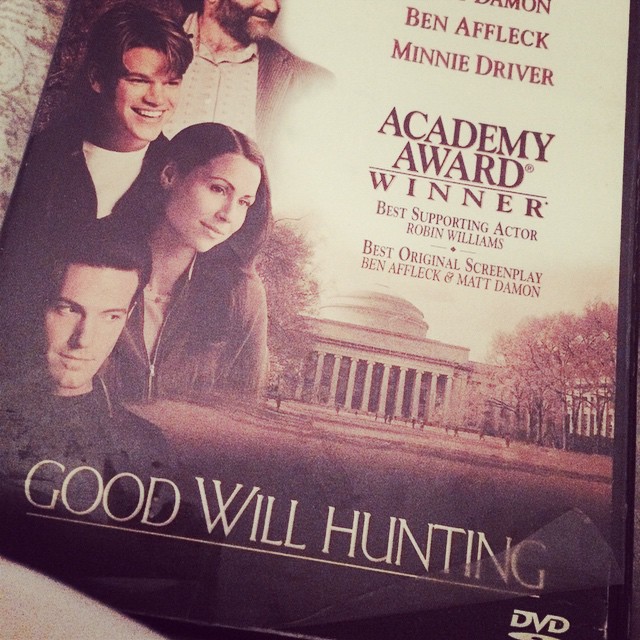 DAMON
BEN AFFLECK
MINNIE DRIVER
ACADEMY
AWARD®
WINNER
BEST SUPPORTING ACTOR
ROBIN WILLIAMS
BEST ORIGINAL SCREENPLAY
BEN AFFLECK & MATT DAMON
GOOD WILL HUNTING
DVD